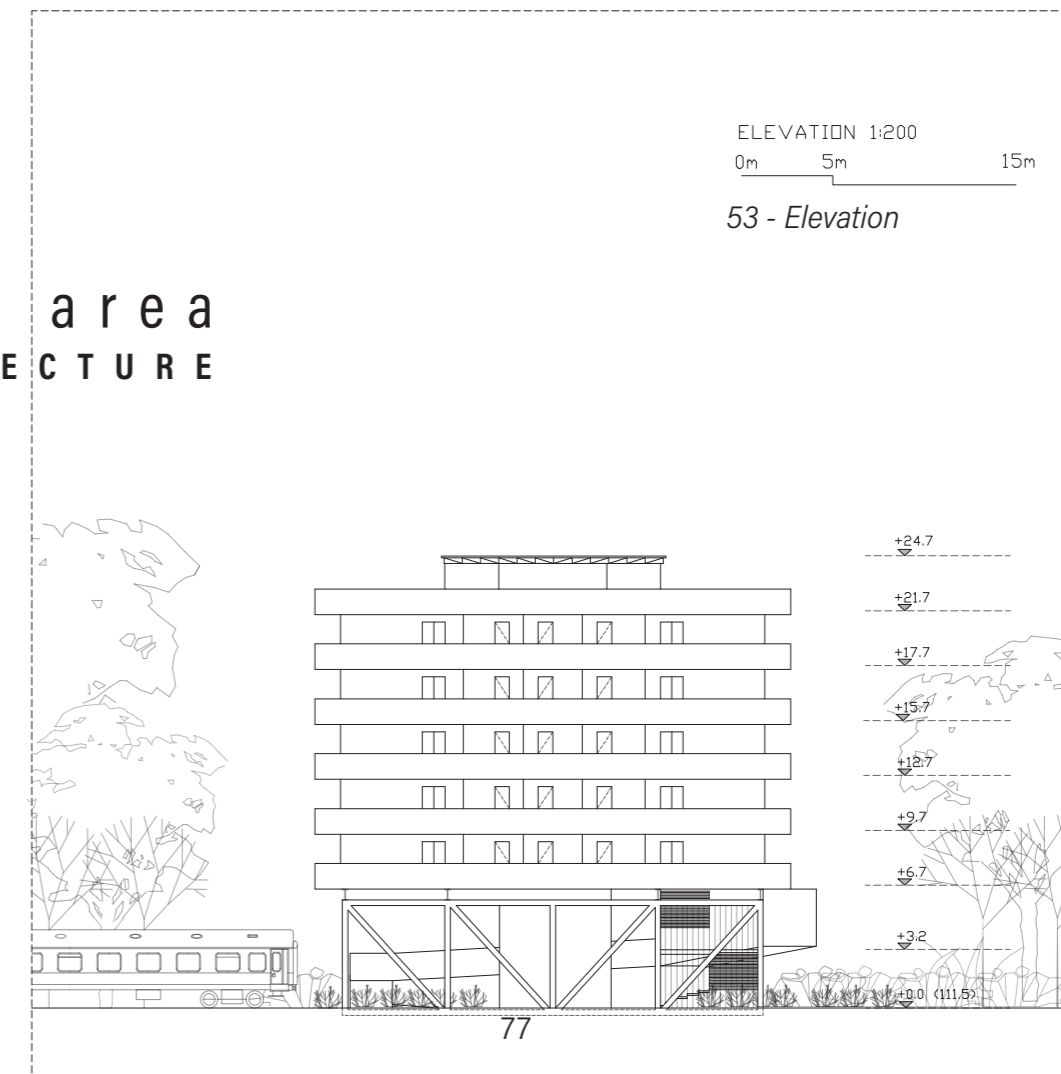 ELEVATION 1:200
0m 5m 15m
53 - Elevation
area
ECTURE
+24.7
+21.7
+17.7
+15.7
+12.7
+9.7
+6.7
+3.2
+0.0 (111.5)
77